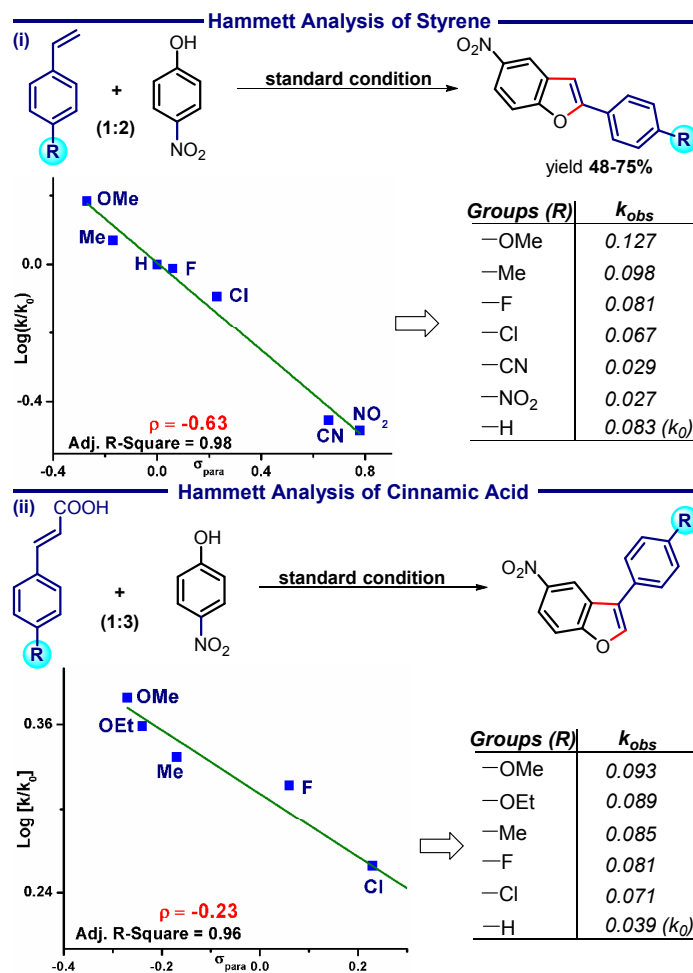 Hammett Analysis of Styrene
(i)
OH
O₂N
+
standard condition
(1:2)
O
R
NO₂
R
yield 48-75%
OMe
Me
H
F
Cl
CN
NO₂
0.0
-0.4
Log(k/k₀)
ρ = -0.63
Adj. R-Square = 0.98
-0.4 0.0 0.4 0.8
σpara
Groups (R) kobs
—OMe 0.127
—Me 0.098
—F 0.081
—Cl 0.067
—CN 0.029
—NO₂ 0.027
—H 0.083 (k₀)
Hammett Analysis of Cinnamic Acid
(ii)
COOH
OH
R
+
standard condition
O₂N
(1:3)
O
R
NO₂
OMe
OEt
Me
F
Cl
0.36
0.24
Log [k/k₀]
ρ = -0.23
Adj. R-Square = 0.96
-0.4 -0.2 0.0 0.2
σpara
Groups (R) kobs
—OMe 0.093
—OEt 0.089
—Me 0.085
—F 0.081
—Cl 0.071
—H 0.039 (k₀)